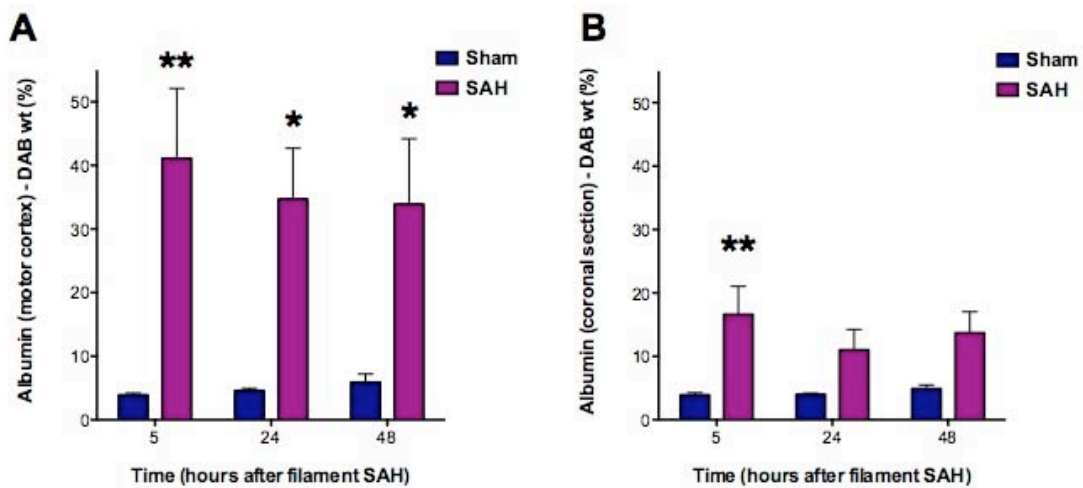 A
Sham
SAH
**
*
*
Albumin (motor cortex) - DAB wt (%)
50
40
30
20
10
0
5
24
48
Time (hours after filament SAH)
B
Sham
SAH
**
Albumin (coronal section) - DAB wt (%)
50
40
30
20
10
0
5
24
48
Time (hours after filament SAH)